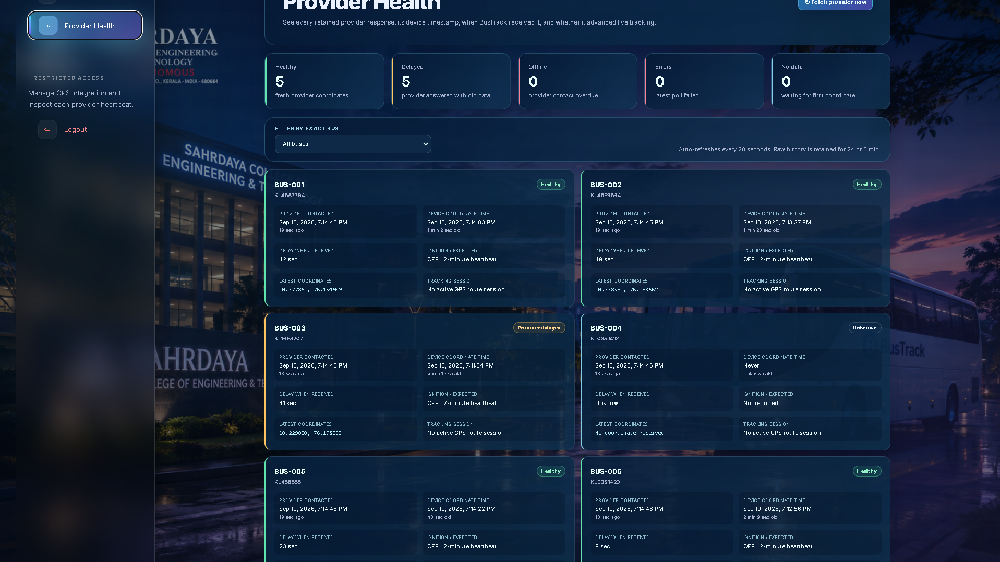 Provider Health
↻ Fetch provider now
See every retained provider response, its device timestamp, when BusTrack received it, and whether it advanced live tracking.
Provider Health
RESTRICTED ACCESS
Manage GPS integration and
inspect each provider heartbeat.
Logout
RDAYA
ENGINEERING
NOLOGY
NOMOUS
O., KERALA - INDIA - 680684
SAHRDAYA COLLEGE OF
ENGINEERING & TECHNOLOGY
AHRDAYA
LEGE OF ENGINEERING & TECHNOLOGY
BusTrack
Healthy
5
fresh provider coordinates
Delayed
5
provider answered with old data
Offline
0
provider contact overdue
Errors
0
latest poll failed
No data
0
waiting for first coordinate
FILTER BY EXACT BUS
All buses
Auto-refreshes every 20 seconds. Raw history is retained for 24 hr 0 min.
BUS-001
Healthy
KL45A7794
PROVIDER CONTACTED
Sep 10, 2026, 7:14:45 PM
19 sec ago
DEVICE COORDINATE TIME
Sep 10, 2026, 7:14:03 PM
1 min 2 sec old
DELAY WHEN RECEIVED
42 sec
IGNITION / EXPECTED
OFF · 2-minute heartbeat
LATEST COORDINATES
10.377861, 76.154609
TRACKING SESSION
No active GPS route session
BUS-002
Healthy
KL45F9564
PROVIDER CONTACTED
Sep 10, 2026, 7:14:45 PM
19 sec ago
DEVICE COORDINATE TIME
Sep 10, 2026, 7:13:37 PM
1 min 28 sec old
DELAY WHEN RECEIVED
49 sec
IGNITION / EXPECTED
OFF · 2-minute heartbeat
LATEST COORDINATES
10.338581, 76.183662
TRACKING SESSION
No active GPS route session
BUS-003
Provider delayed
KL16E3207
PROVIDER CONTACTED
Sep 10, 2026, 7:14:46 PM
18 sec ago
DEVICE COORDINATE TIME
Sep 10, 2026, 7:11:04 PM
4 min 1 sec old
DELAY WHEN RECEIVED
41 sec
IGNITION / EXPECTED
OFF · 2-minute heartbeat
LATEST COORDINATES
10.229860, 76.198253
TRACKING SESSION
No active GPS route session
BUS-004
Unknown
KL03S1412
PROVIDER CONTACTED
Sep 10, 2026, 7:14:46 PM
18 sec ago
DEVICE COORDINATE TIME
Never
Unknown old
DELAY WHEN RECEIVED
Unknown
IGNITION / EXPECTED
Not reported
LATEST COORDINATES
No coordinate received
TRACKING SESSION
No active GPS route session
BUS-005
Healthy
KL45B555
PROVIDER CONTACTED
Sep 10, 2026, 7:14:46 PM
19 sec ago
DEVICE COORDINATE TIME
Sep 10, 2026, 7:14:22 PM
43 sec old
DELAY WHEN RECEIVED
23 sec
IGNITION / EXPECTED
OFF · 2-minute heartbeat
BUS-006
Healthy
KL03S1423
PROVIDER CONTACTED
Sep 10, 2026, 7:14:46 PM
18 sec ago
DEVICE COORDINATE TIME
Sep 10, 2026, 7:12:56 PM
2 min 9 sec old
DELAY WHEN RECEIVED
9 sec
IGNITION / EXPECTED
OFF · 2-minute heartbeat